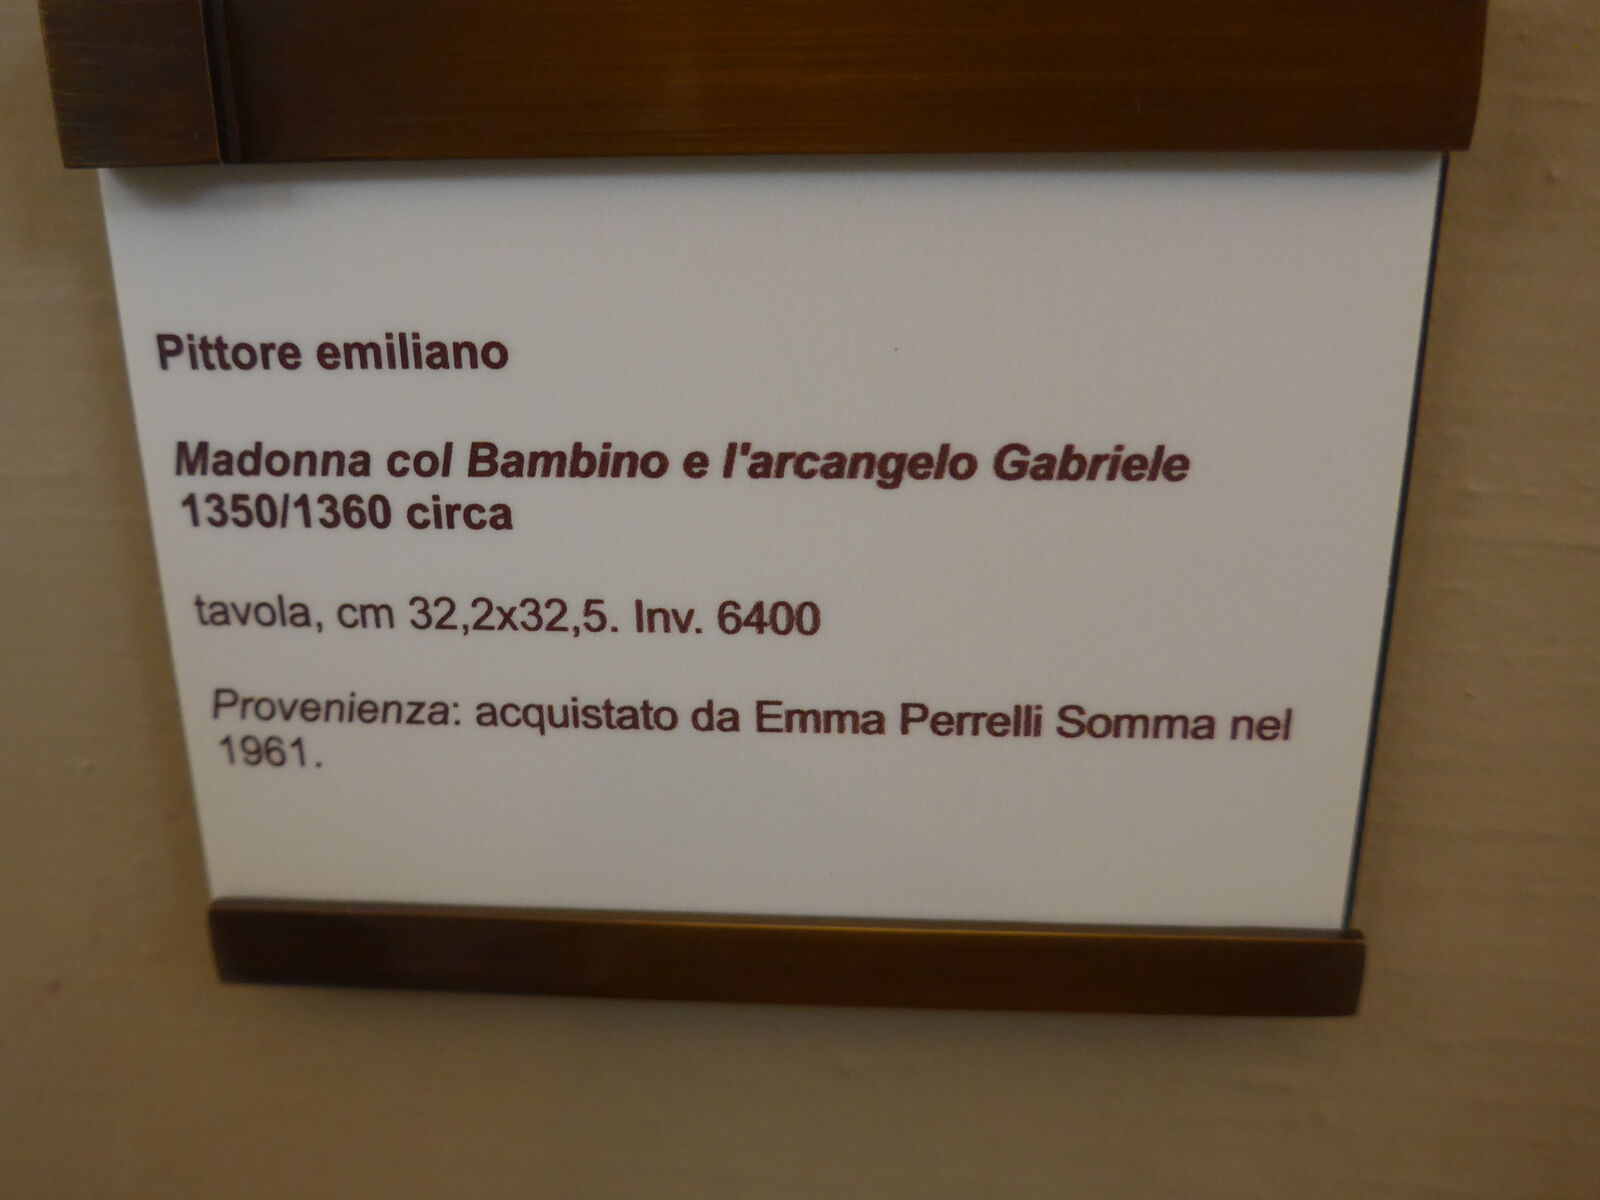 Pittore emiliano
Madonna col Bambino e l'arcangelo Gabriele
1350/1360 circa
tavola, cm 32,2x32,5. Inv. 6400
Provenienza: acquistato da Emma Perrelli Somma nel
1961.